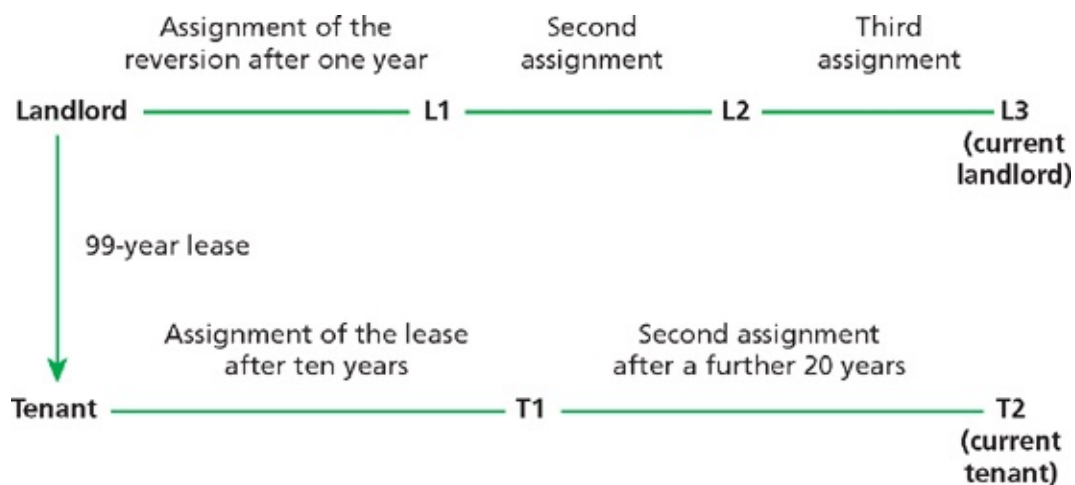 Assignment of the
reversion after one year
Second
assignment
Third
assignment
Landlord
L1
L2
L3
(current
landlord)
99-year lease
Assignment of the lease
after ten years
Second assignment
after a further 20 years
Tenant
T1
T2
(current
tenant)